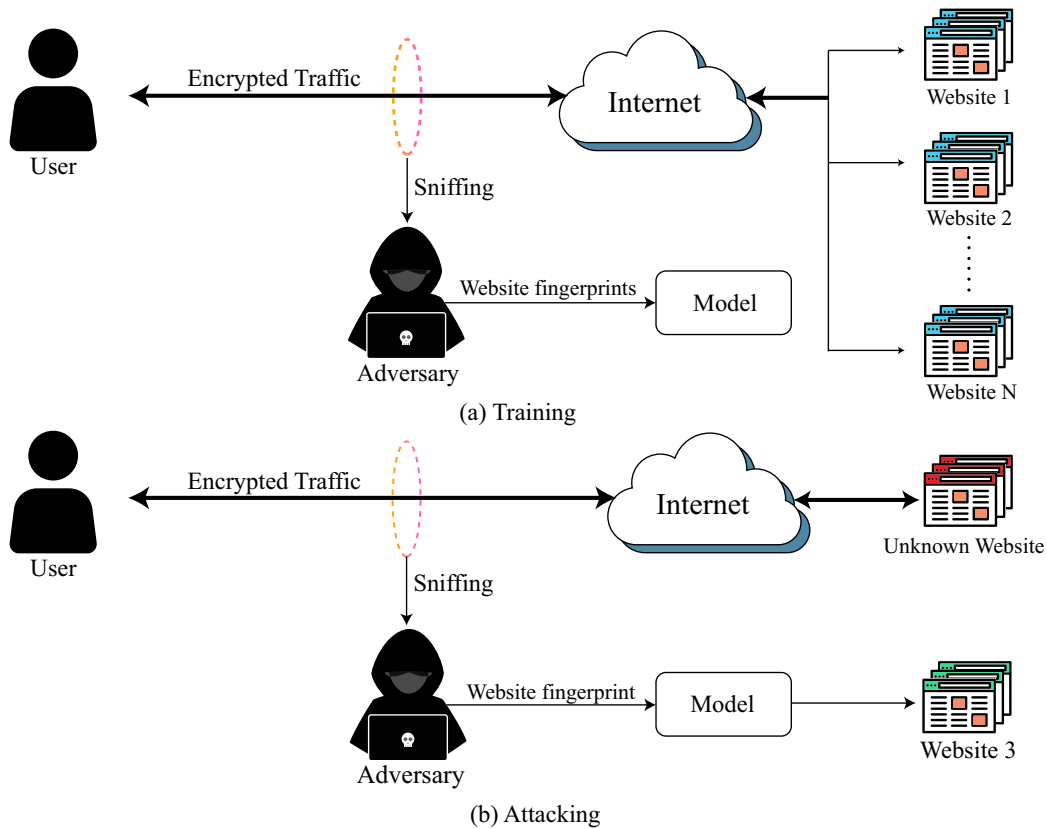 Encrypted Traffic
Internet
User
Website 1
Sniffing
Website 2
Website fingerprints
Model
Adversary
Website N
(a) Training
Encrypted Traffic
Internet
User
Unknown Website
Sniffing
Website fingerprint
Model
Website 3
Adversary
(b) Attacking